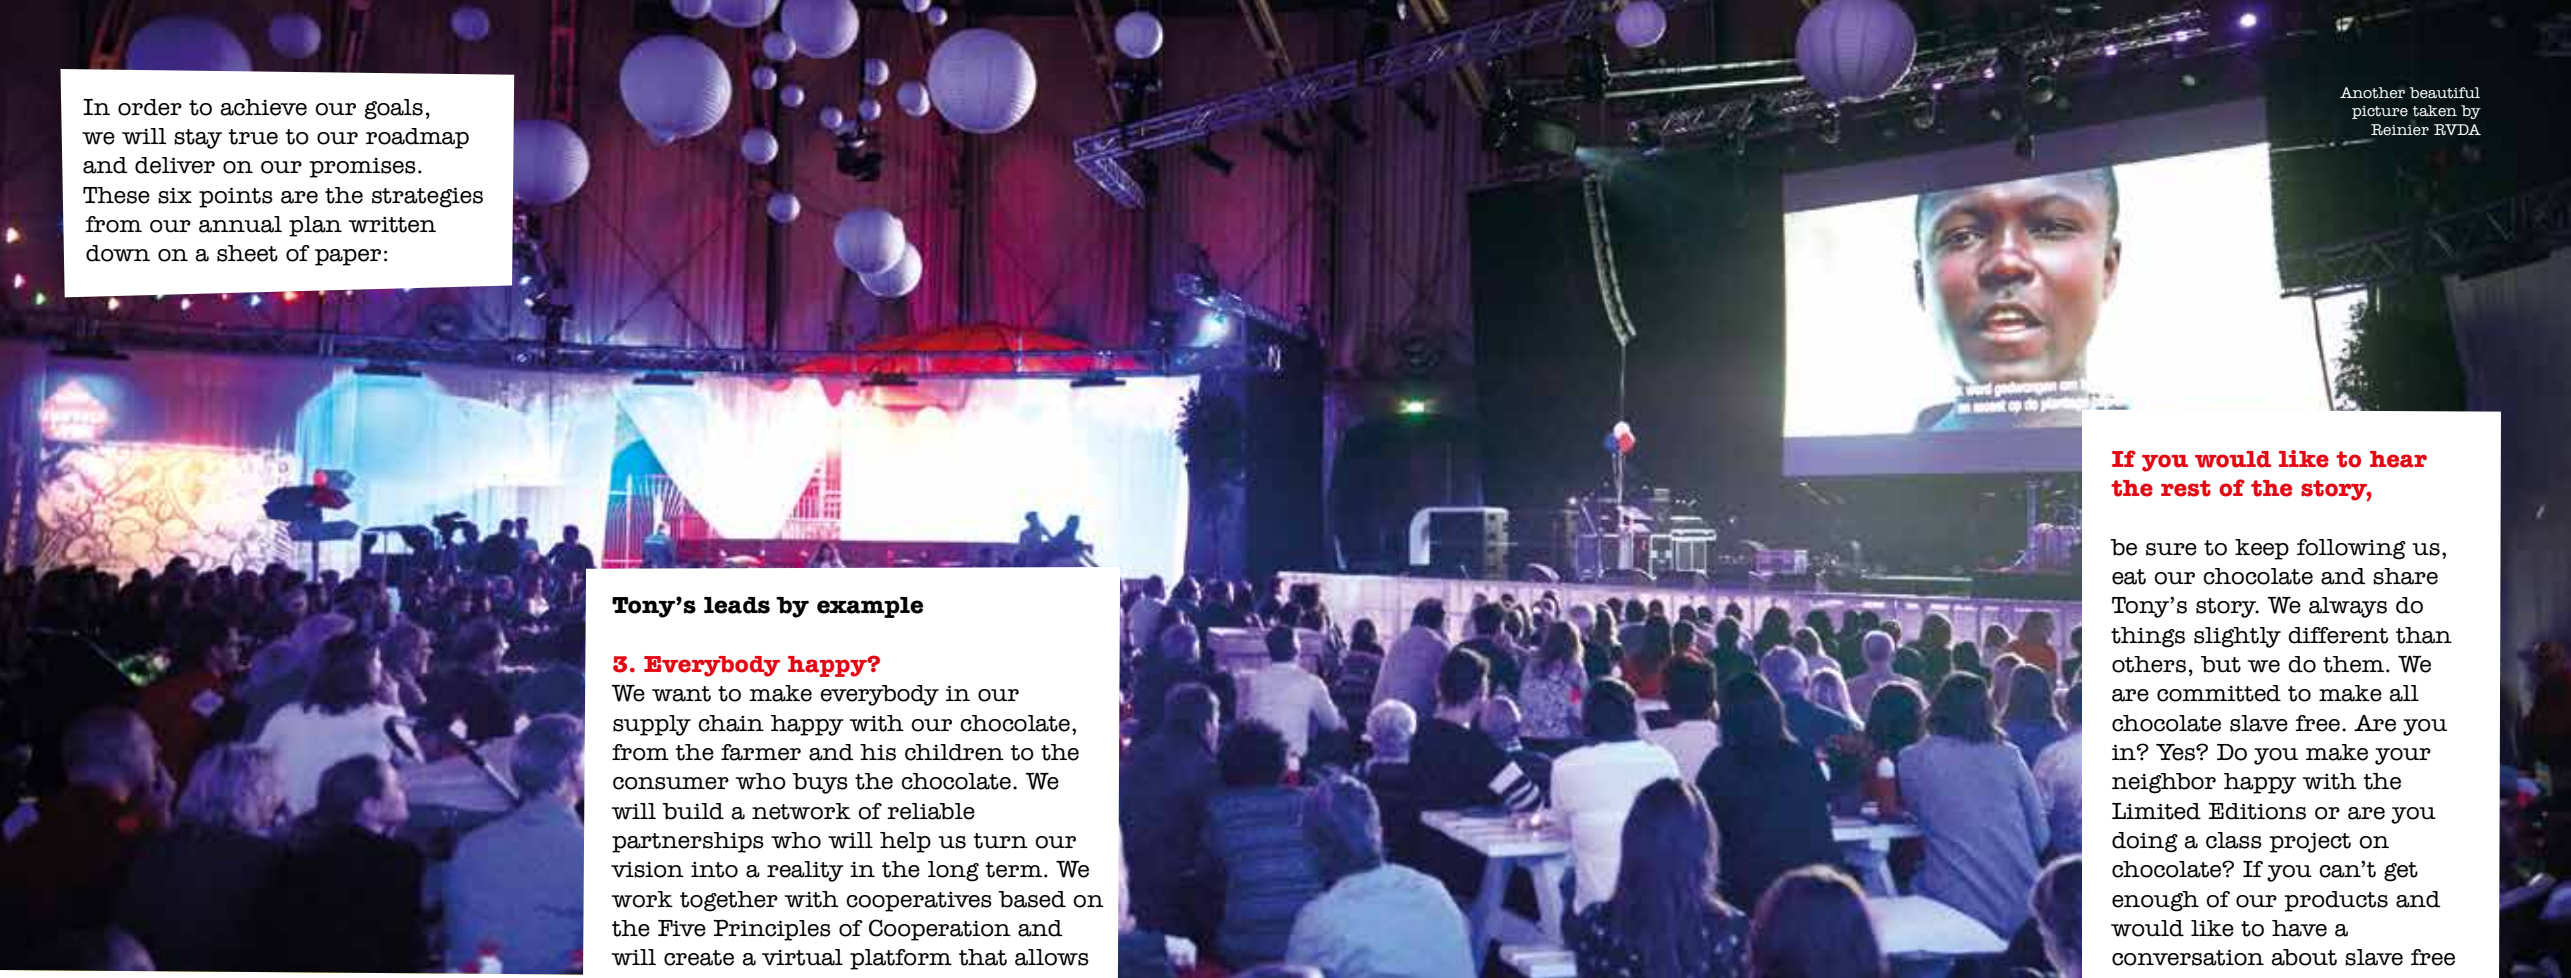 In order to achieve our goals,
we will stay true to our roadmap
and deliver on our promises.
These six points are the strategies
from our annual plan written
down on a sheet of paper:
Another beautiful
picture taken by
Reinier RVDA
werd gedwongen om
en moest op de
Tony's leads by example
3. Everybody happy?
We want to make everybody in our
supply chain happy with our chocolate,
from the farmer and his children to the
consumer who buys the chocolate. We
will build a network of reliable
partnerships who will help us turn our
vision into a reality in the long term. We
work together with cooperatives based on
the Five Principles of Cooperation and
will create a virtual platform that allows
If you would like to hear
the rest of the story,
be sure to keep following us,
eat our chocolate and share
Tony's story. We always do
things slightly different than
others, but we do them. We
are committed to make all
chocolate slave free. Are you
in? Yes? Do you make your
neighbor happy with the
Limited Editions or are you
doing a class project on
chocolate? If you can't get
enough of our products and
would like to have a
conversation about slave free